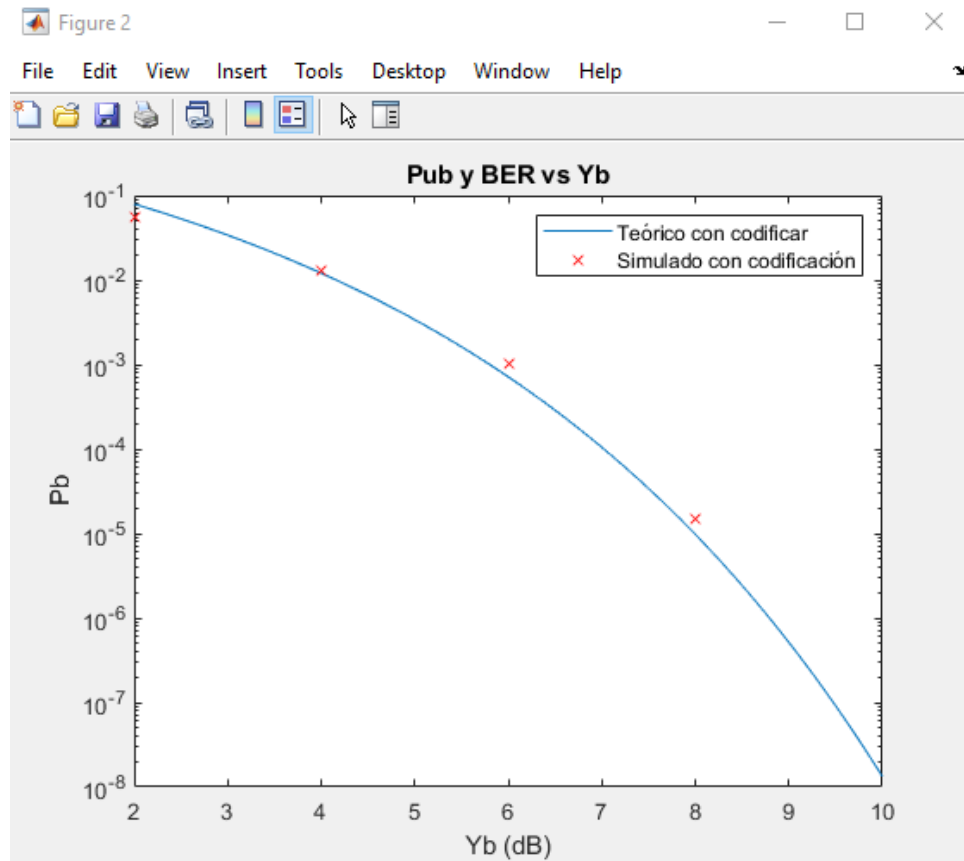 Figure 2
File Edit View Insert Tools Desktop Window Help
Pub y BER vs Yb
Teórico con codificar
Simulado con codificación
10^-1
10^-2
10^-3
10^-4
10^-5
10^-6
10^-7
10^-8
Pb
2 3 4 5 6 7 8 9 10
Yb (dB)